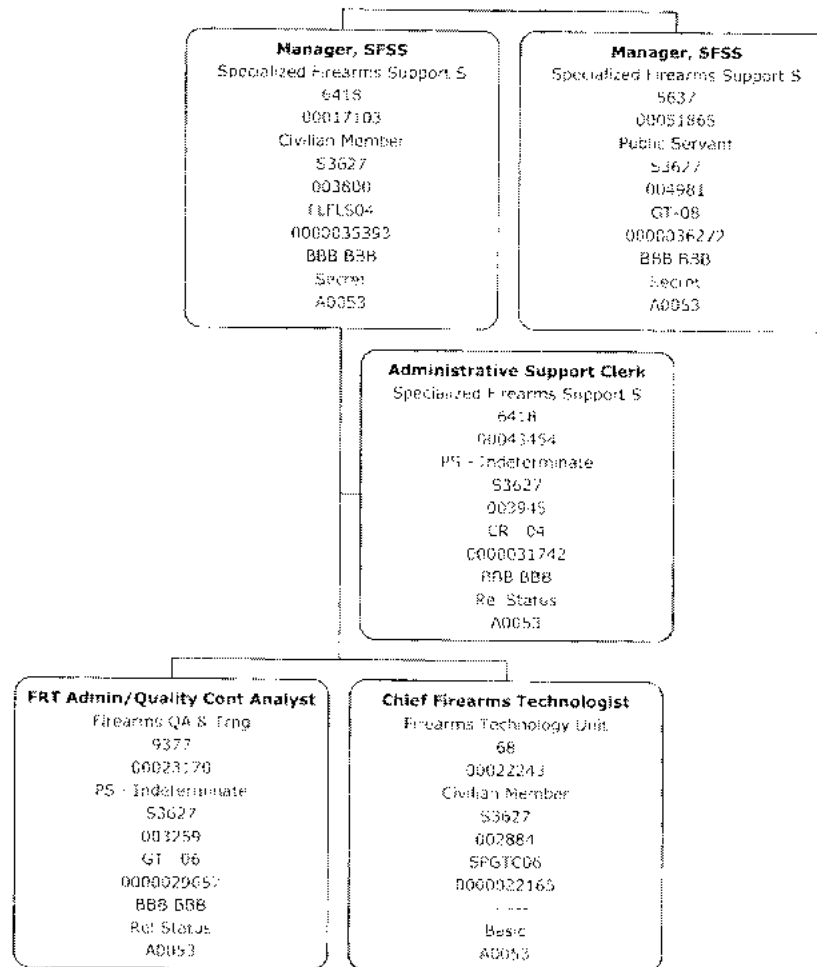 Manager, SFSS
Specialized Firearms Support S
6418
00017103
Civilian Member
S3627
003800
0000035393
BBB BBB
Secret
A0053
Manager, SFSS
Specialized Firearms Support S
5637
00051865
Public Servant
S3627
004981
GT-08
0000036272
BBB BBB
Secret
A0053
Administrative Support Clerk
Specialized Firearms Support S
6418
00043454
PS - Indeterminate
S3627
003945
CR - 04
0000031742
BBB BBB
Rel Status
A0053
FRT Admin/Quality Cont Analyst
Firearms QA & Trng
9377
00023170
PS - Indeterminate
S3627
003259
GT - 06
0000029657
BBB BBB
Rel Status
A0053
Chief Firearms Technologist
Firearms Technology Unit
68
00022243
Civilian Member
S3627
002884
SPGTC06
0000022165
Basic
A0053